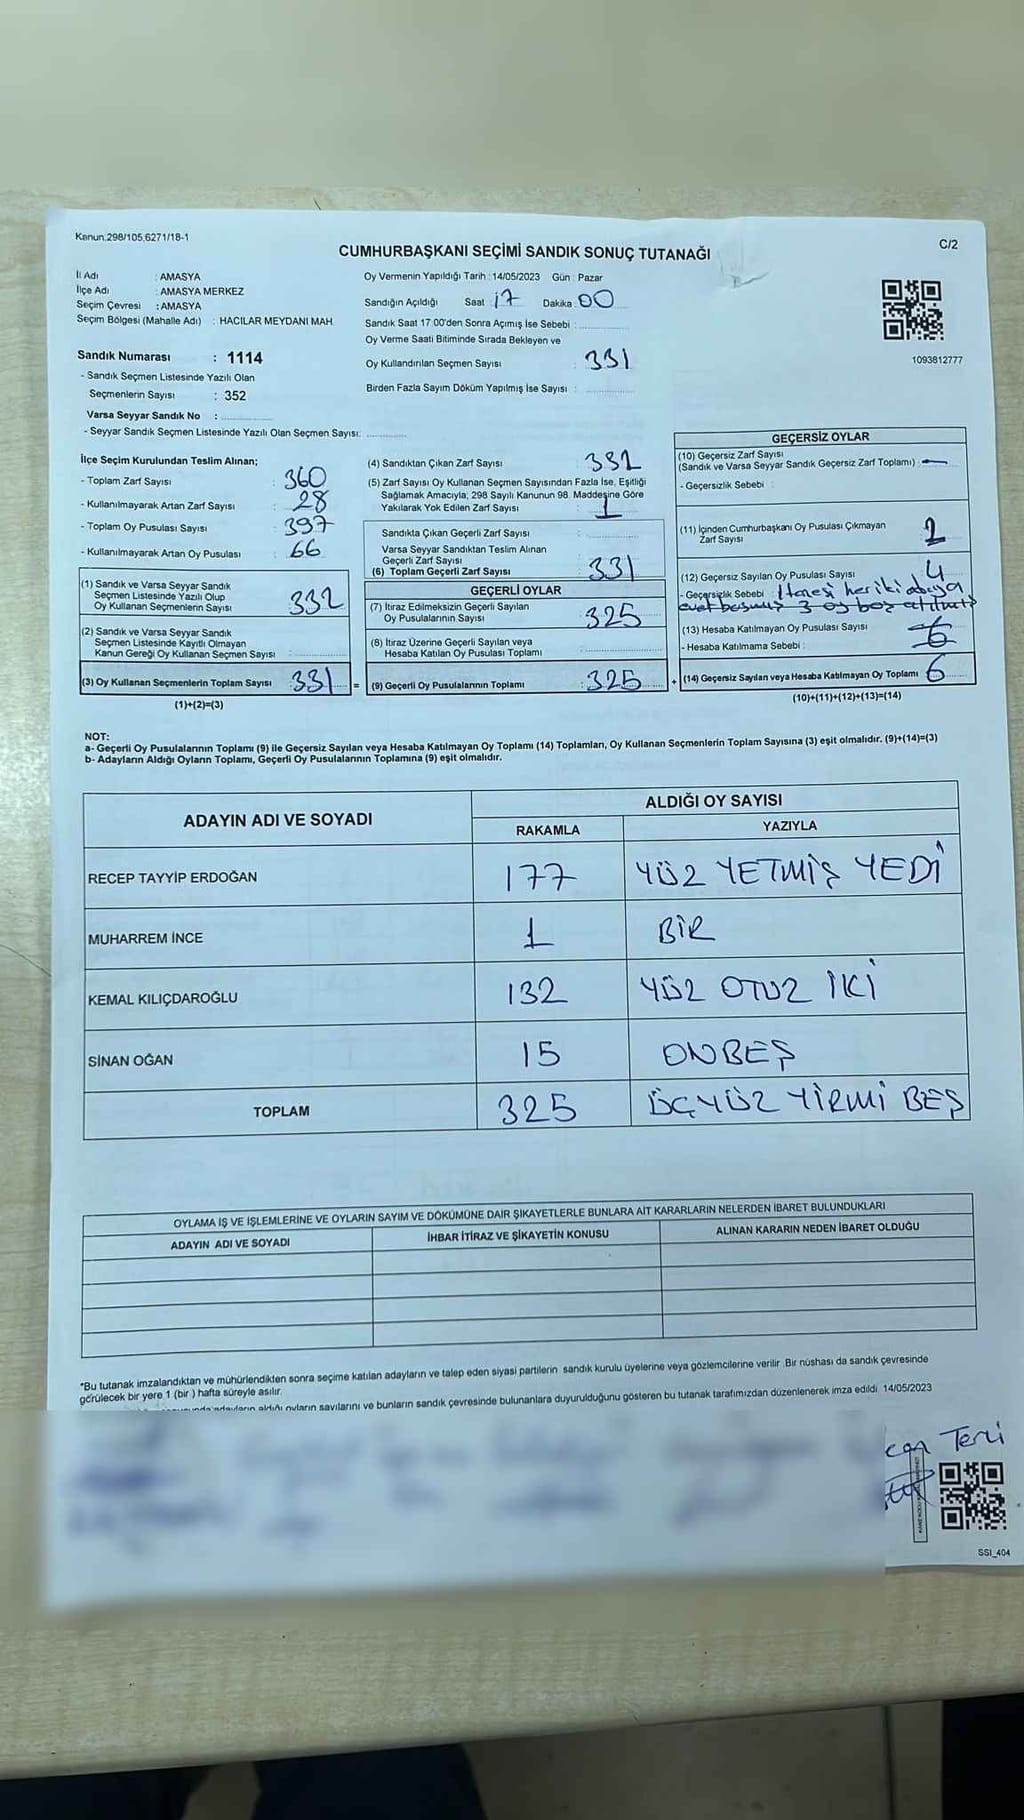 Kanun.298/105,6271/18-1
C/2
CUMHURBAŞKANI SEÇİMİ SANDIK SONUÇ TUTANAĞI
İl Adı : AMASYA
İlçe Adı : AMASYA MERKEZ
Seçim Çevresi : AMASYA
Seçim Bölgesi (Mahalle Adı) : HACILAR MEYDANI MAH.
Oy Vermenin Yapıldığı Tarih : 14/05/2023 Gün : Pazar
Sandığın Açıldığı Saat 17 Dakika 00
Sandık Saat 17:00'den Sonra Açımış İse Sebebi :
Oy Verme Saati Bitiminde Sırada Bekleyen ve
Oy Kullandırılan Seçmen Sayısı : 331
Birden Fazla Sayım Döküm Yapılmış İse Sayısı :
1093812777
Sandık Numarası : 1114
- Sandık Seçmen Listesinde Yazılı Olan
Seçmenlerin Sayısı : 352
Varsa Seyyar Sandık No :
- Seyyar Sandık Seçmen Listesinde Yazılı Olan Seçmen Sayısı:
İlçe Seçim Kurulundan Teslim Alınan;
- Toplam Zarf Sayısı : 360
- Kullanılmayarak Artan Zarf Sayısı : 28
- Toplam Oy Pusulası Sayısı : 397
- Kullanılmayarak Artan Oy Pusulası : 66
(1) Sandık ve Varsa Seyyar Sandık
Seçmen Listesinde Yazılı Olup
Oy Kullanan Seçmenlerin Sayısı : 332
(2) Sandık ve Varsa Seyyar Sandık
Seçmen Listesinde Kayıtlı Olmayan
Kanun Gereği Oy Kullanan Seçmen Sayısı :
(3) Oy Kullanan Seçmenlerin Toplam Sayısı : 331 =
(1)+(2)=(3)
(4) Sandıktan Çıkan Zarf Sayısı : 332
(5) Zarf Sayısı Oy Kullanan Seçmen Sayısından Fazla İse, Eşitliği
Sağlamak Amacıyla, 298 Sayılı Kanunun 98. Maddesine Göre
Yakılarak Yok Edilen Zarf Sayısı : 1
Sandıkta Çıkan Geçerli Zarf Sayısı :
Varsa Seyyar Sandıktan Teslim Alınan
Geçerli Zarf Sayısı
(6) Toplam Geçerli Zarf Sayısı : 331
GEÇERLİ OYLAR
(7) İtiraz Edilmeksizin Geçerli Sayılan
Oy Pusulalarının Sayısı : 325
(8) İtiraz Üzerine Geçerli Sayılan veya
Hesaba Katılan Oy Pusulası Toplamı :
(9) Geçerli Oy Pusulalarının Toplamı : 325 +
GEÇERSİZ OYLAR
(10) Geçersiz Zarf Sayısı
(Sandık ve Varsa Seyyar Sandık Geçersiz Zarf Toplamı) : —
- Geçersizlik Sebebi :
(11) İçinden Cumhurbaşkanı Oy Pusulası Çıkmayan
Zarf Sayısı 2
(12) Geçersiz Sayılan Oy Pusulası Sayısı : 4
- Geçersizlik Sebebi : 1 tanesi her iki adaya
evet basmış 3 oy boş atılmış
(13) Hesaba Katılmayan Oy Pusulası Sayısı 6
- Hesaba Katılmama Sebebi :
(14) Geçersiz Sayılan veya Hesaba Katılmayan Oy Toplamı : 6
(10)+(11)+(12)+(13)=(14)
NOT:
a- Geçerli Oy Pusulalarının Toplamı (9) ile Geçersiz Sayılan veya Hesaba Katılmayan Oy Toplamı (14) Toplamları, Oy Kullanan Seçmenlerin Toplam Sayısına (3) eşit olmalıdır. (9)+(14)=(3)
b- Adayların Aldığı Oyların Toplamı, Geçerli Oy Pusulalarının Toplamına (9) eşit olmalıdır.
ADAYIN ADI VE SOYADI
ALDIĞI OY SAYISI
RAKAMLA YAZIYLA
RECEP TAYYİP ERDOĞAN 177 YÜZ YETMİŞ YEDİ
MUHARREM İNCE 1 BİR
KEMAL KILIÇDAROĞLU 132 YÜZ OTUZ İKİ
SİNAN OĞAN 15 ONBEŞ
TOPLAM 325 ÜÇYÜZ YİRMİ BEŞ
OYLAMA İŞ VE İŞLEMLERİNE VE OYLARIN SAYIM VE DÖKÜMÜNE DAİR ŞİKAYETLERLE BUNLARA AİT KARARLARIN NELERDEN İBARET BULUNDUKLARI
ADAYIN ADI VE SOYADI İHBAR İTİRAZ VE ŞİKAYETİN KONUSU ALINAN KARARIN NEDEN İBARET OLDUĞU
*Bu tutanak imzalandıktan ve mühürlendikten sonra seçime katılan adayların ve talep eden siyasi partilerin sandık kurulu üyelerine veya gözlemcilerine verilir. Bir nüshası da sandık çevresinde
görülecek bir yere 1 (bir ) hafta süreyle asılır.
adayların aldığı oyların sayılarını ve bunların sandık çevresinde bulunanlara duyurulduğunu gösteren bu tutanak tarafımızdan düzenlenerek imza edildi. 14/05/2023
SSI_404